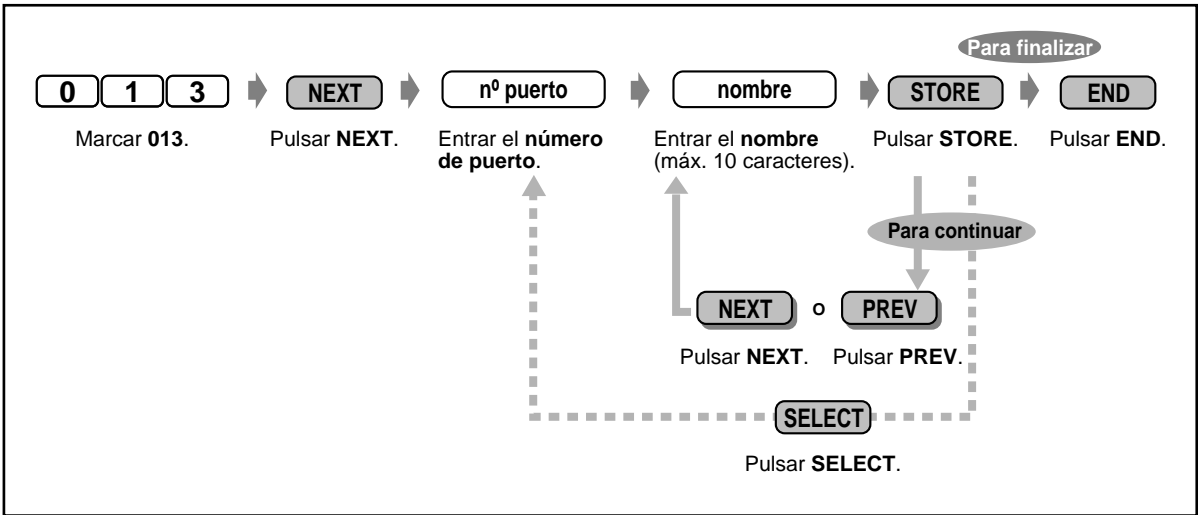 Para finalizar
0 1 3 NEXT nº puerto nombre STORE END
Marcar 013. Pulsar NEXT. Entrar el número Entrar el nombre Pulsar STORE. Pulsar END.
de puerto. (máx. 10 caracteres).
Para continuar
NEXT o PREV
Pulsar NEXT. Pulsar PREV.
SELECT
Pulsar SELECT.